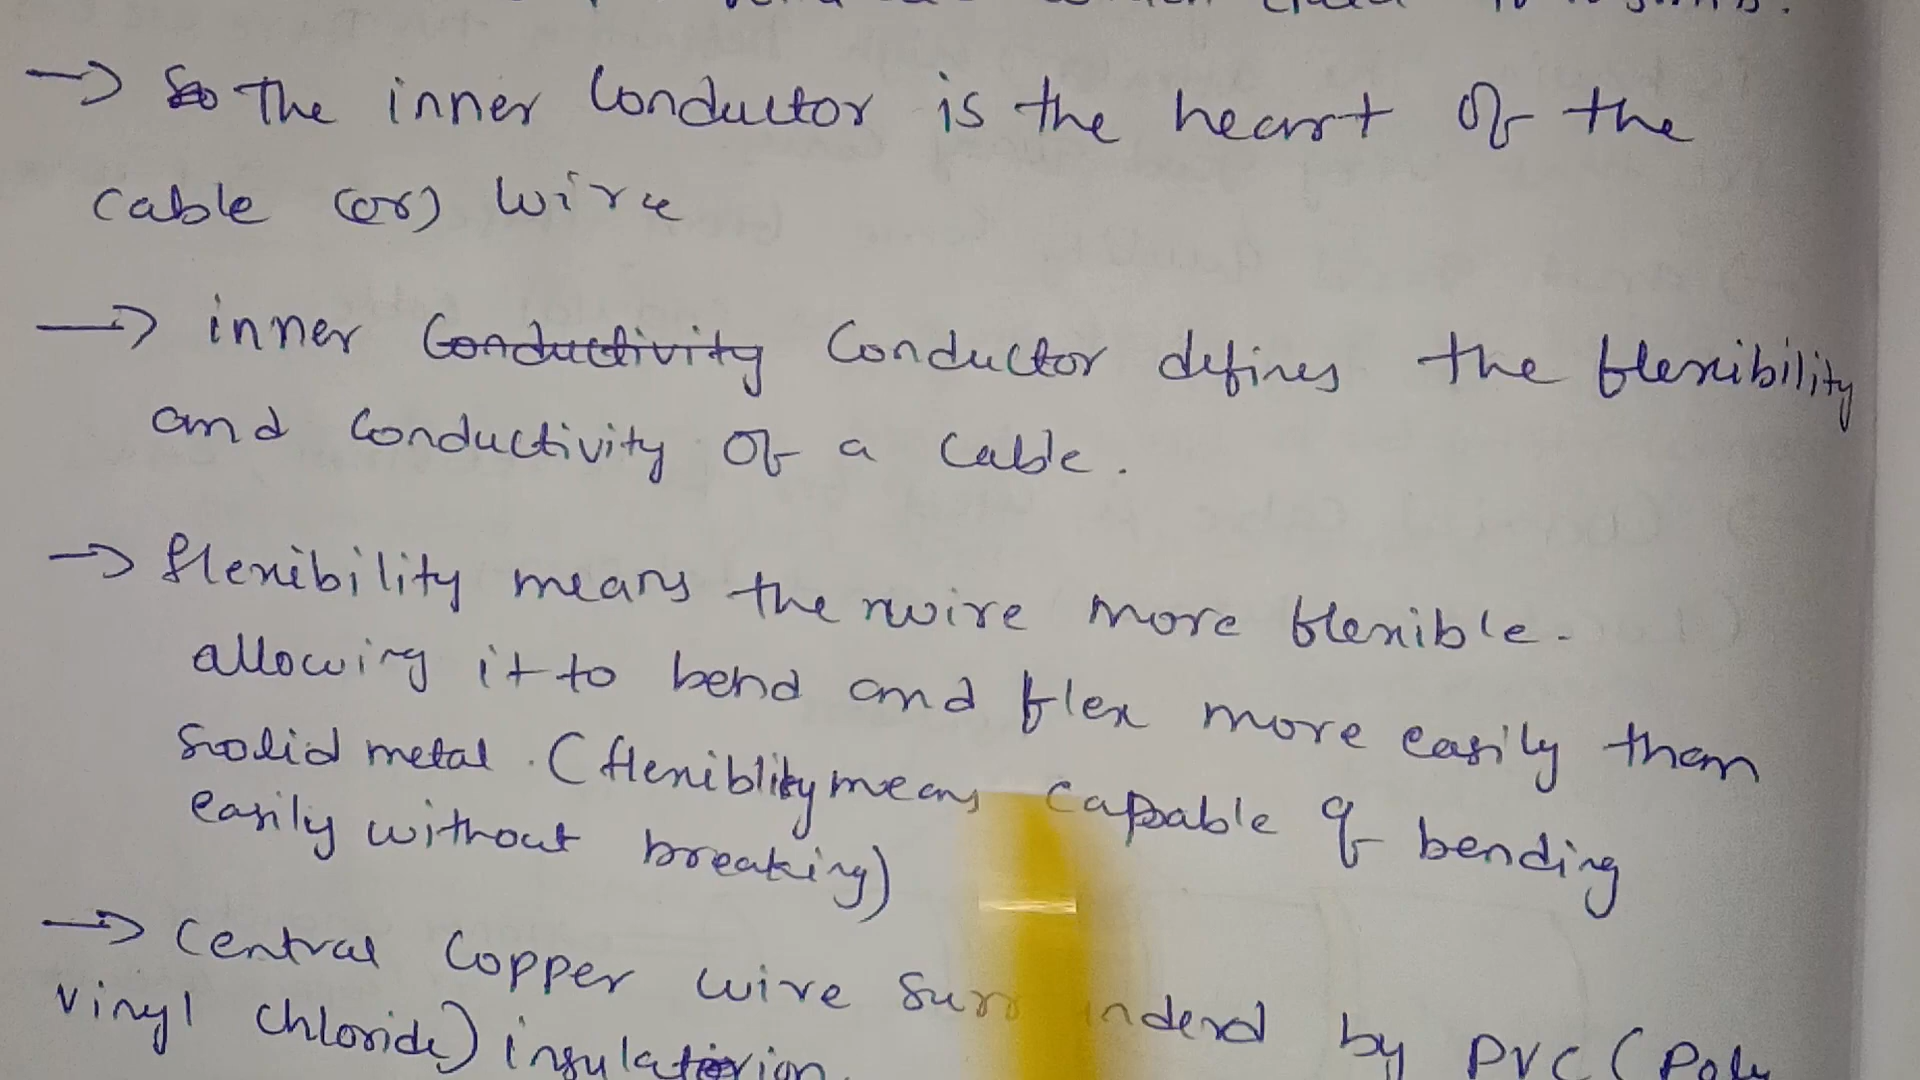 → So The inner Conductor is the heart of the
cable (or) wire
→ inner Conductivity Conductor defines the flexibility
and Conductivity of a cable.
→ flexibility means the wire more flexible.
allowing it to bend and flex more easily than
solid metal. (flexiblity means capable of bending
easily without breaking)
→ Central Copper wire by PVC (Poly
vinyl chloride) insulation.